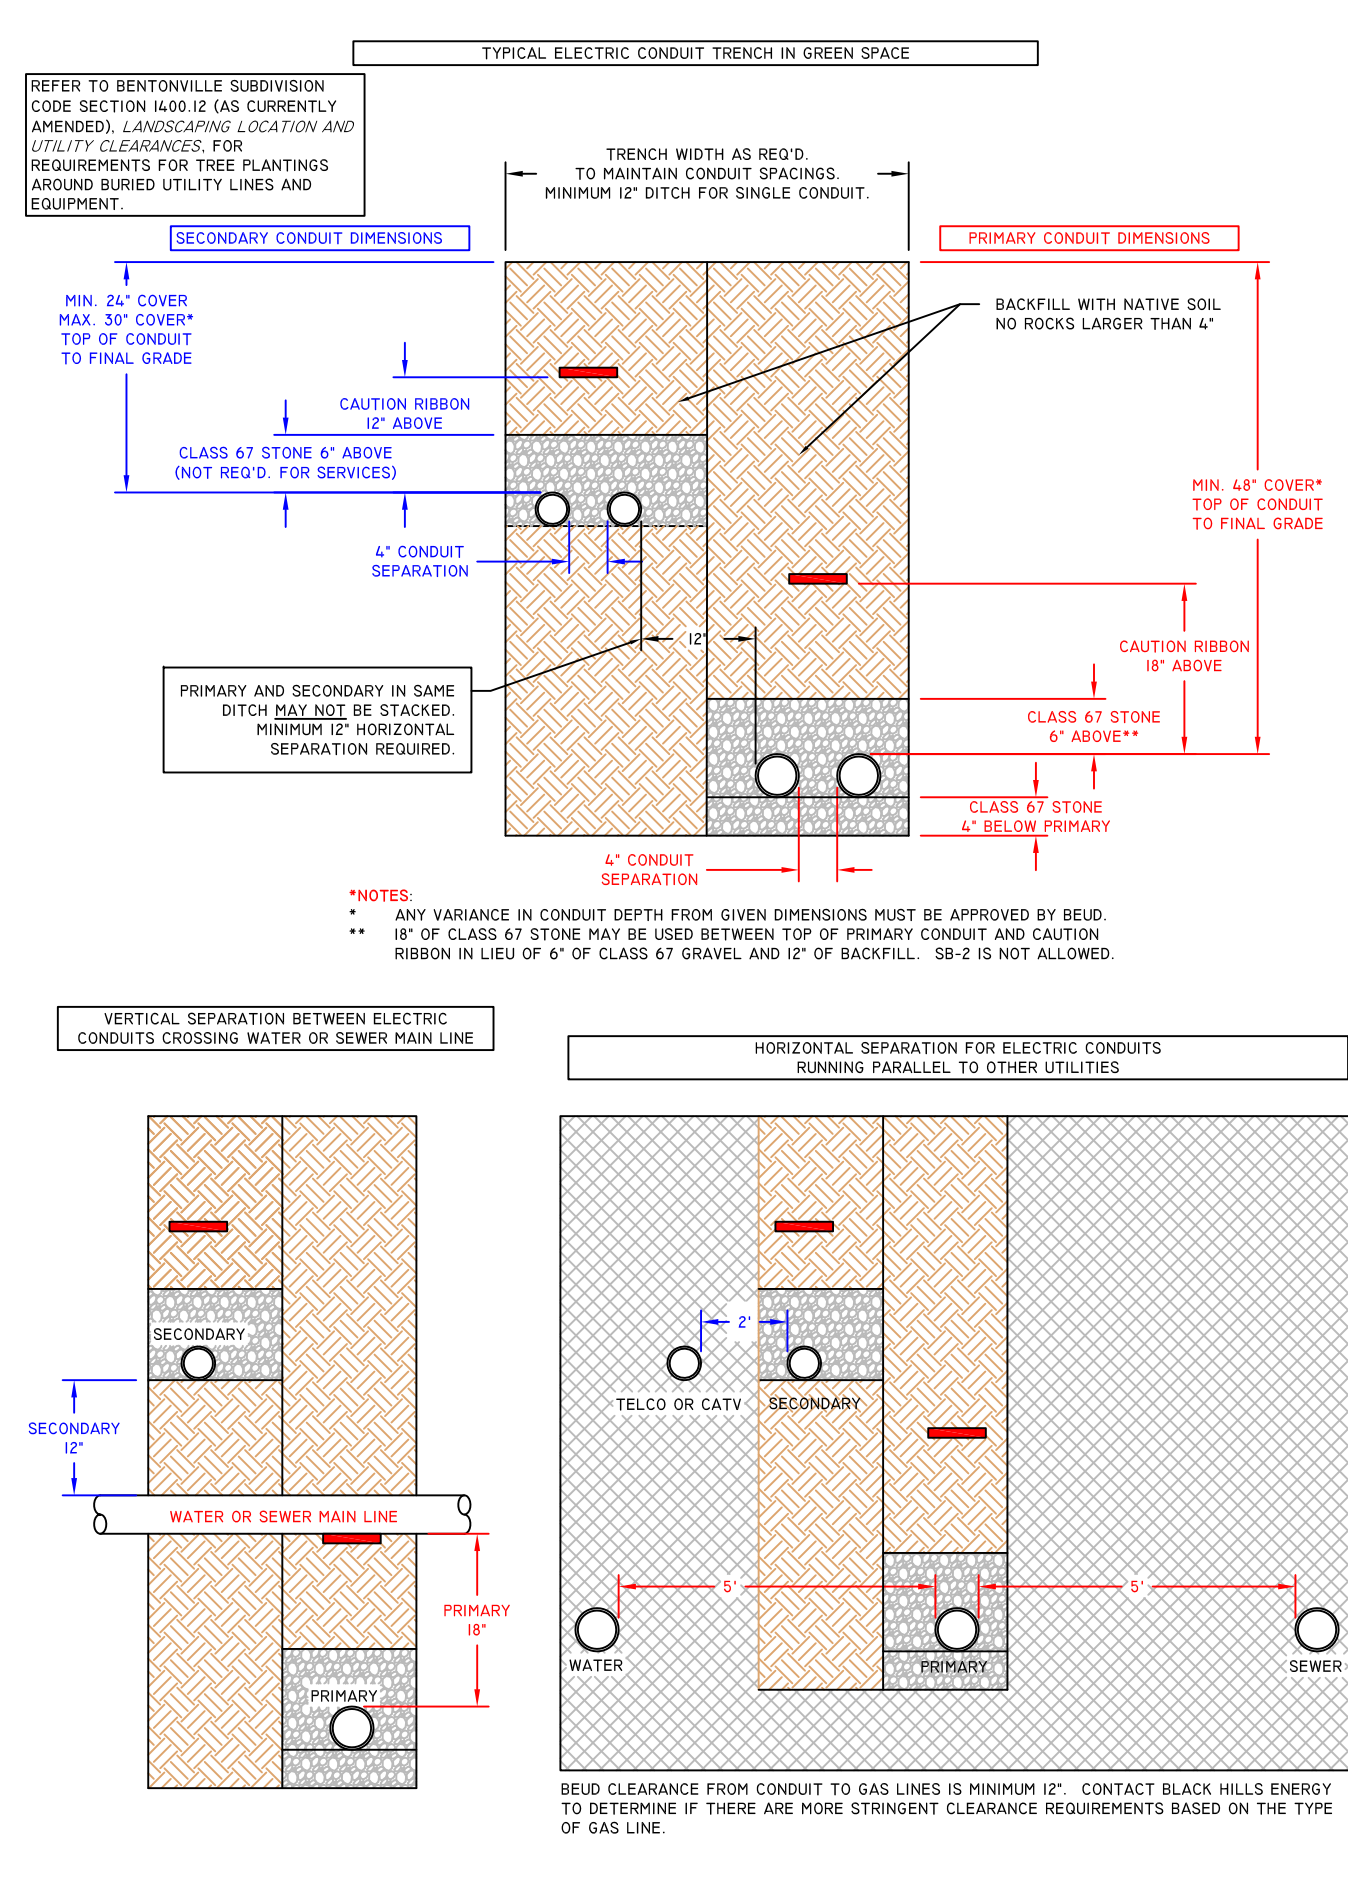 TYPICAL ELECTRIC CONDUIT TRENCH IN GREEN SPACE
REFER TO BENTONVILLE SUBDIVISION
CODE SECTION 1400.12 (AS CURRENTLY
AMENDED), LANDSCAPING LOCATION AND
UTILITY CLEARANCES, FOR
REQUIREMENTS FOR TREE PLANTINGS
AROUND BURIED UTILITY LINES AND
EQUIPMENT.
TRENCH WIDTH AS REQ'D.
TO MAINTAIN CONDUIT SPACINGS.
MINIMUM 12" DITCH FOR SINGLE CONDUIT.
SECONDARY CONDUIT DIMENSIONS
PRIMARY CONDUIT DIMENSIONS
MIN. 24" COVER
MAX. 30" COVER*
TOP OF CONDUIT
TO FINAL GRADE
BACKFILL WITH NATIVE SOIL
NO ROCKS LARGER THAN 4"
CAUTION RIBBON
12" ABOVE
CLASS 67 STONE 6" ABOVE
(NOT REQ'D. FOR SERVICES)
MIN. 48" COVER*
TOP OF CONDUIT
TO FINAL GRADE
4" CONDUIT
SEPARATION
12"
CAUTION RIBBON
18" ABOVE
PRIMARY AND SECONDARY IN SAME
DITCH MAY NOT BE STACKED.
MINIMUM 12" HORIZONTAL
SEPARATION REQUIRED.
CLASS 67 STONE
6" ABOVE**
CLASS 67 STONE
4" BELOW PRIMARY
4" CONDUIT
SEPARATION
*NOTES:
* ANY VARIANCE IN CONDUIT DEPTH FROM GIVEN DIMENSIONS MUST BE APPROVED BY BEUD.
** 18" OF CLASS 67 STONE MAY BE USED BETWEEN TOP OF PRIMARY CONDUIT AND CAUTION
RIBBON IN LIEU OF 6" OF CLASS 67 GRAVEL AND 12" OF BACKFILL. SB-2 IS NOT ALLOWED.
VERTICAL SEPARATION BETWEEN ELECTRIC
CONDUITS CROSSING WATER OR SEWER MAIN LINE
SECONDARY
SECONDARY
12"
WATER OR SEWER MAIN LINE
PRIMARY
18"
PRIMARY
HORIZONTAL SEPARATION FOR ELECTRIC CONDUITS
RUNNING PARALLEL TO OTHER UTILITIES
2'
TELCO OR CATV
SECONDARY
5'
5'
WATER
PRIMARY
SEWER
BEUD CLEARANCE FROM CONDUIT TO GAS LINES IS MINIMUM 12". CONTACT BLACK HILLS ENERGY
TO DETERMINE IF THERE ARE MORE STRINGENT CLEARANCE REQUIREMENTS BASED ON THE TYPE
OF GAS LINE.